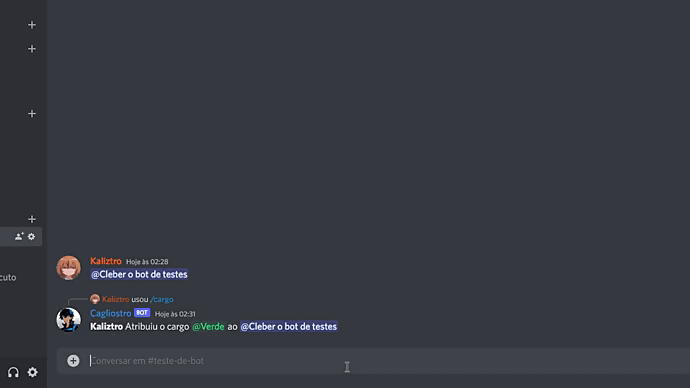 Kaliztro Hoje às 02:28
@Cleber o bot de testes
Kaliztro usou /cargo
cuto
Cagliostro BOT Hoje às 02:31
Kaliztro Atribuiu o cargo @Verde ao @Cleber o bot de testes
Conversar em #teste-de-bot